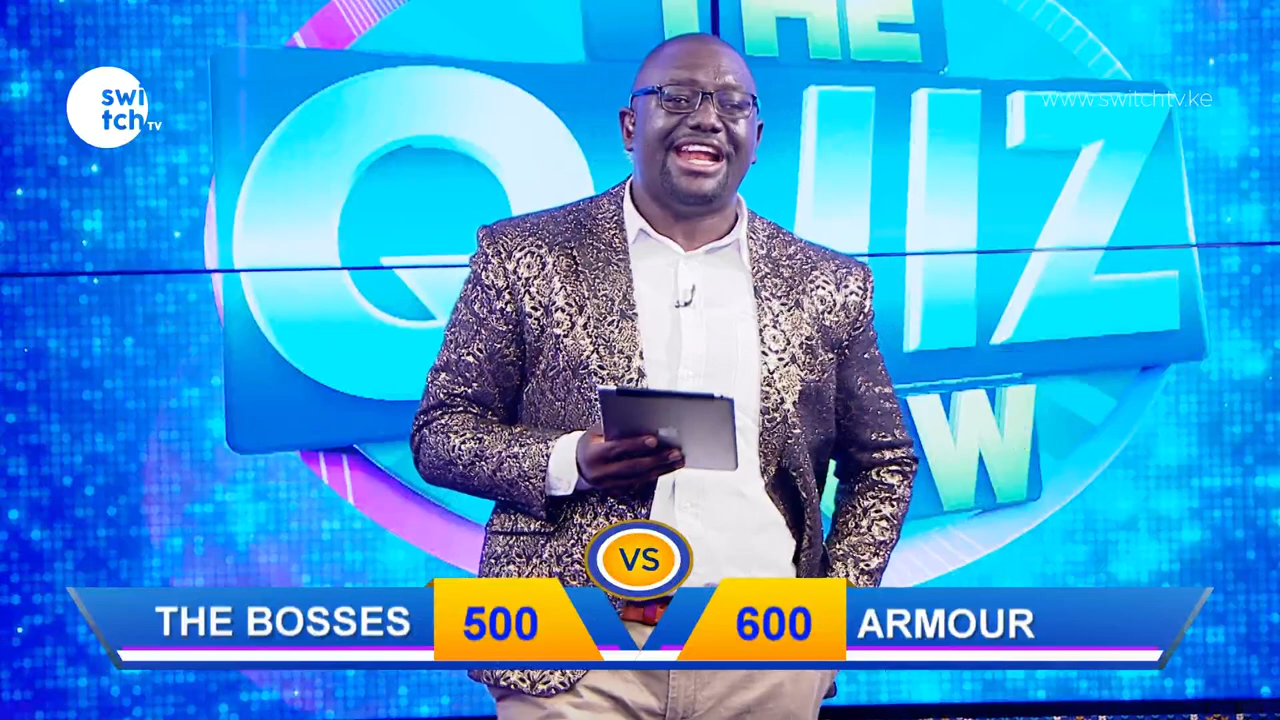 THE
swi
tch TV
www.switchtv.ke
QUIZ
W
VS
THE BOSSES 500 600 ARMOUR